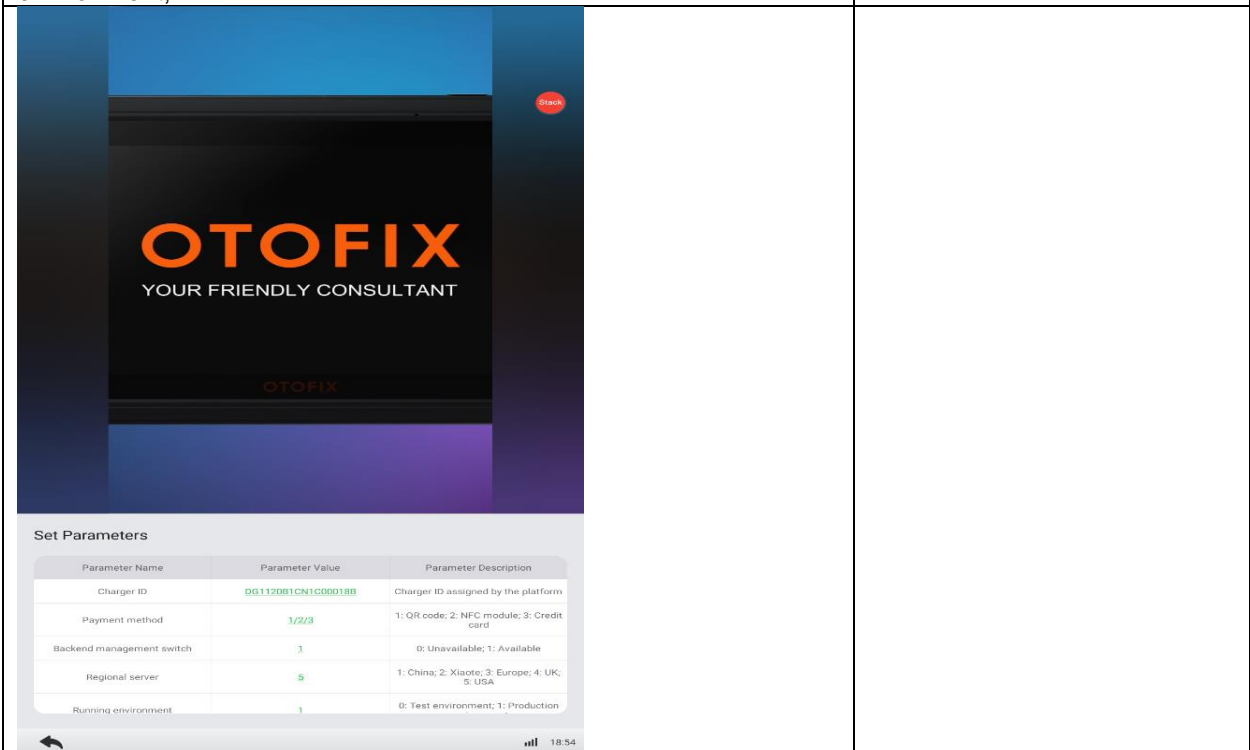 Stack
OTOFIX
YOUR FRIENDLY CONSULTANT
OTOFIX
Set Parameters
Parameter Name Parameter Value Parameter Description
Charger ID DG112081CN1C00018B Charger ID assigned by the platform
Payment method 1/2/3 1: QR code; 2: NFC module; 3: Credit
card
Backend management switch 1 0: Unavailable; 1: Available
Regional server 5 1: China; 2: Xiaote; 3: Europe; 4: UK;
5: USA
Running environment 1 0: Test environment; 1: Production
18:54